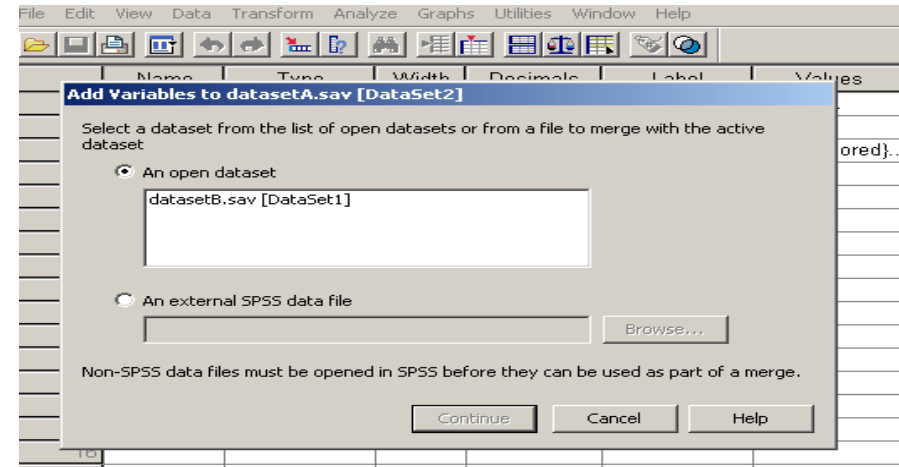 File Edit View Data Transform Analyze Graphs Utilities Window Help
Name Type Width Decimals Label Values
Add Variables to datasetA.sav [DataSet2]
Select a dataset from the list of open datasets or from a file to merge with the active
dataset
ored}..
An open dataset
datasetB.sav [DataSet1]
An external SPSS data file
Browse...
Non-SPSS data files must be opened in SPSS before they can be used as part of a merge.
Continue Cancel Help
16